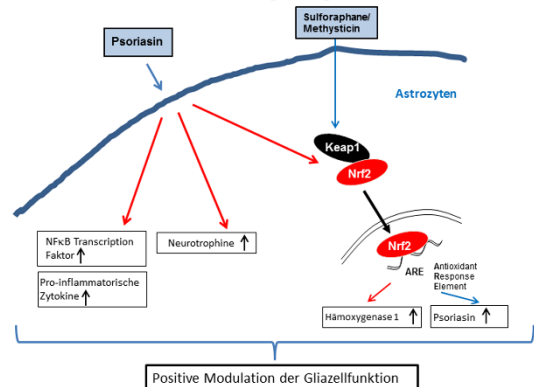 Sulforaphane/
Methysticin
Psoriasin
Astrozyten
Keap1
Nrf2
NFκB Transcription
Faktor
Neurotrophine
Pro-inflammatorische
Zytokine
Nrf2
ARE
Antioxidant
Response
Element
Hämoxygenase 1
Psoriasin
Positive Modulation der Gliazellfunktion